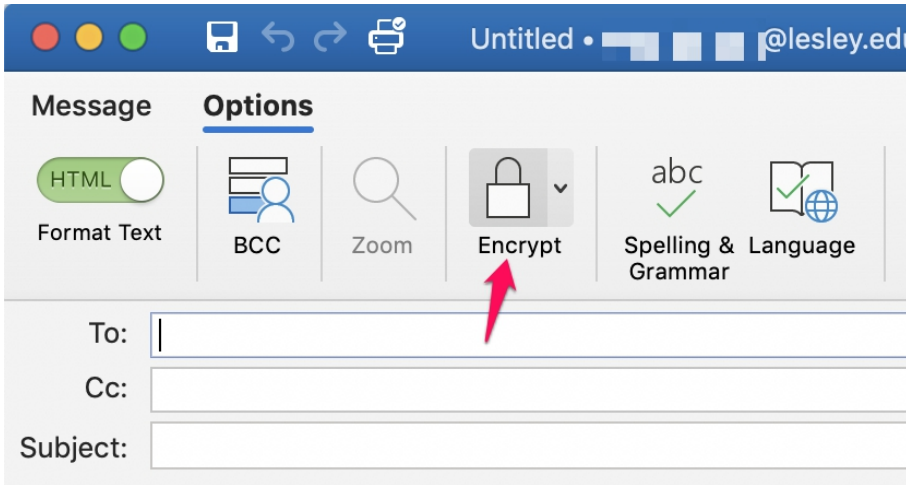 Untitled • @lesley.edu
Message Options
HTML
Format Text
BCC
Zoom
Encrypt
abc
Spelling & Grammar
Language
To:
Cc:
Subject: